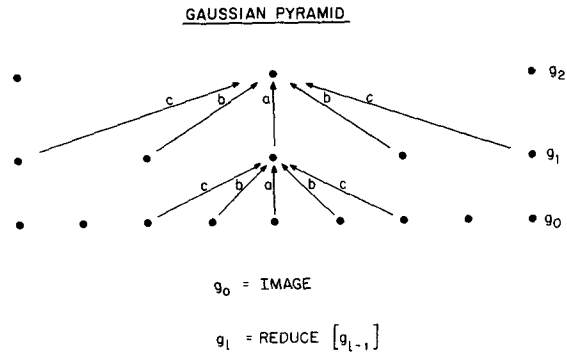 GAUSSIAN PYRAMID
g₂
c b a b c
g₁
c b a b c
g₀
g₀ = IMAGE
gₗ = REDUCE [gₗ₋₁]